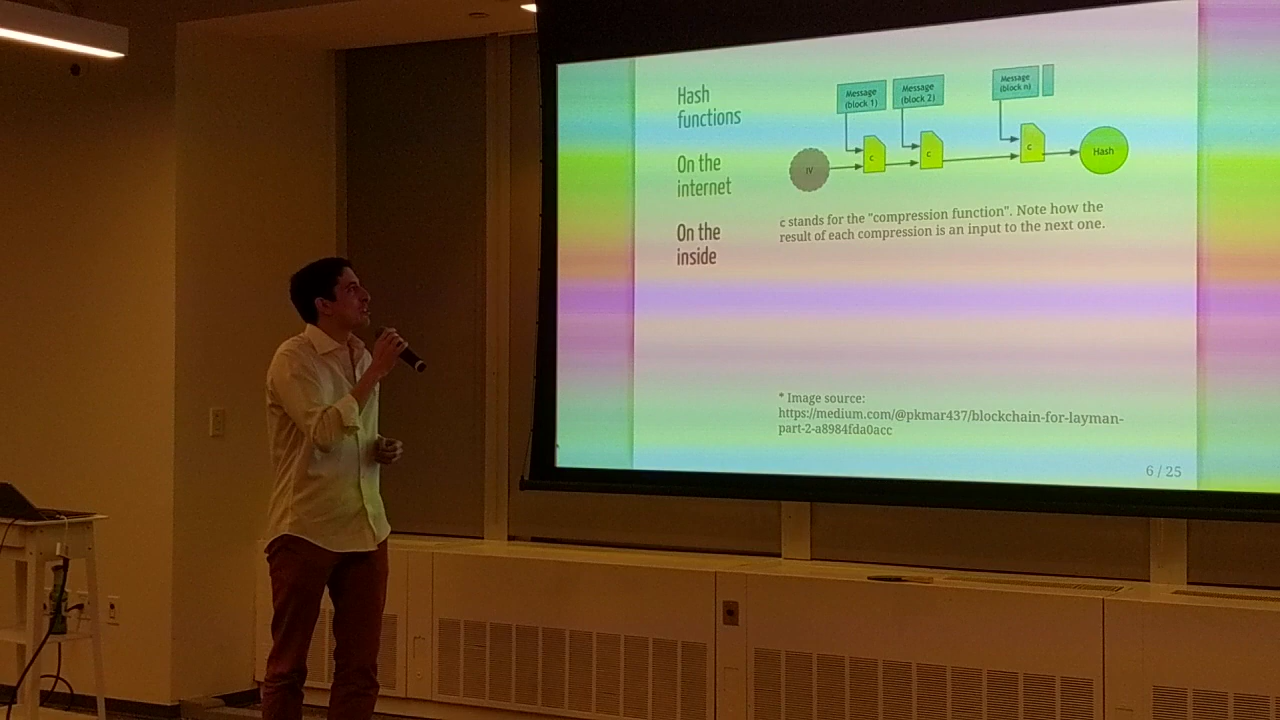 Hash
functions
On the
internet
On the
inside
Message
(block 1)
Message
(block 2)
Message
(block n)
IV
c
c
c
Hash
c stands for the "compression function". Note how the
result of each compression is an input to the next one.
* Image source:
https://medium.com/@pkmar437/blockchain-for-layman-
part-2-a8984fda0acc
6 / 25